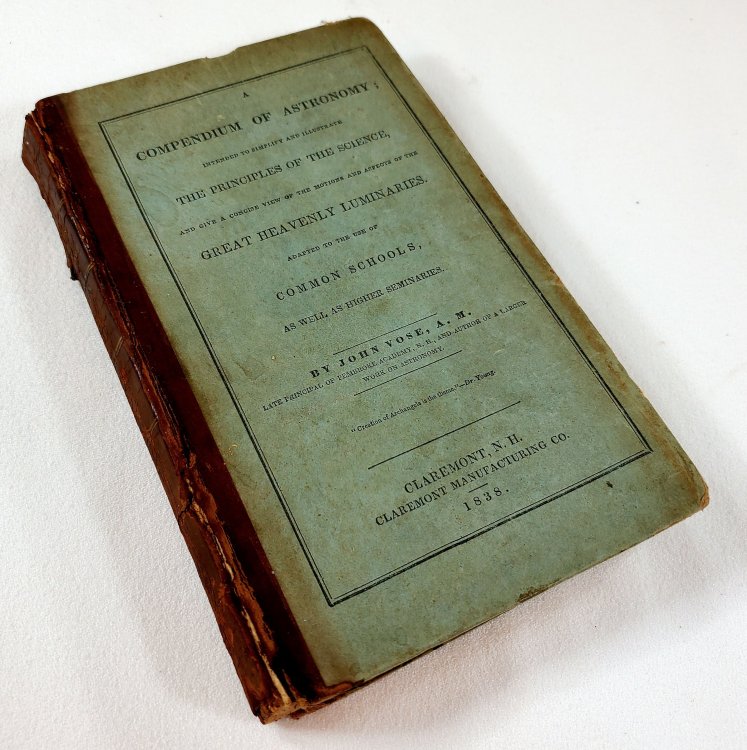 A
COMPENDIUM OF ASTRONOMY;
INTENDED TO SIMPLIFY AND ILLUSTRATE
THE PRINCIPLES OF THE SCIENCE,
AND GIVE A CONCISE VIEW OF THE MOTIONS AND ASPECTS OF THE
GREAT HEAVENLY LUMINARIES.
ADAPTED TO THE USE OF
COMMON SCHOOLS,
AS WELL AS HIGHER SEMINARIES.
BY JOHN VOSE, A. M.
LATE PRINCIPAL OF PEMBROKE ACADEMY, N. H., AND AUTHOR OF A LARGER
WORK ON ASTRONOMY.
"Creation of Archangels is the theme."—Dr. Young.
CLAREMONT, N. H.
CLAREMONT MANUFACTURING CO.
1838.